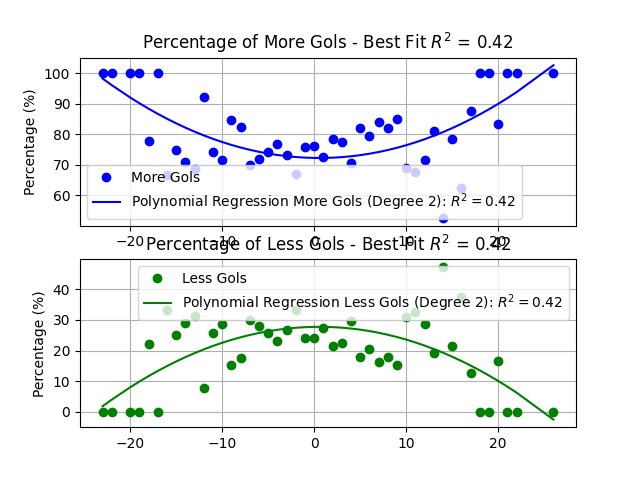 Percentage of More Gols - Best Fit R² = 0.42
100
90
80
70
60
Percentage (%)
More Gols
Polynomial Regression More Gols (Degree 2): R² = 0.42
−20 −10 0 10 20
Percentage of Less Gols - Best Fit R² = 0.42
40
30
20
10
0
Percentage (%)
Less Gols
Polynomial Regression Less Gols (Degree 2): R² = 0.42
−20 −10 0 10 20